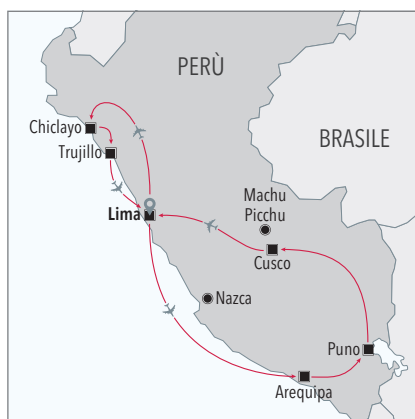 PERÙ
Chiclayo
Trujillo
BRASILE
Machu
Picchu
Lima
Cusco
Nazca
Puno
Arequipa